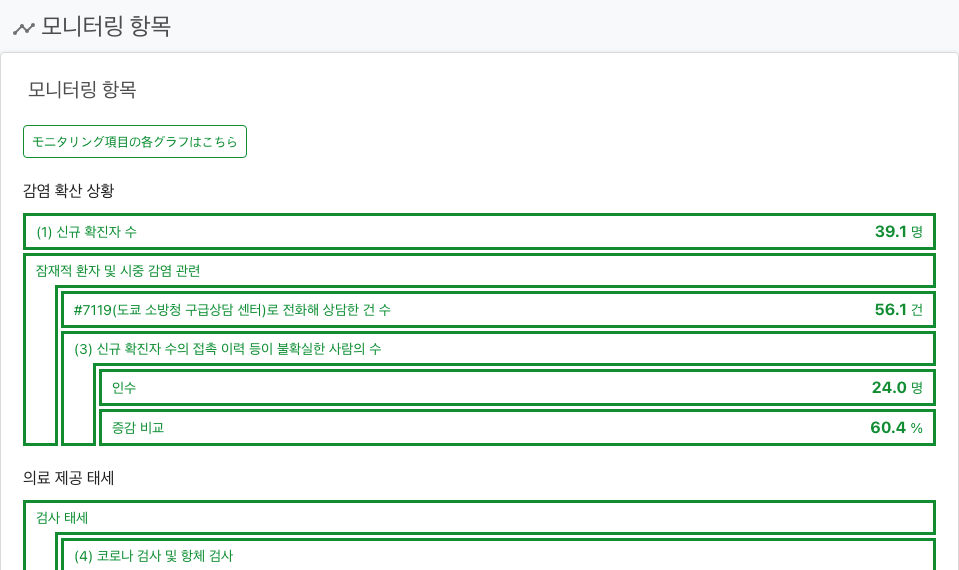 모니터링 항목
모니터링 항목
モニタリング項目の各グラフはこちら
감염 확산 상황
(1) 신규 확진자 수 39.1 명
잠재적 환자 및 시중 감염 관련
#7119(도쿄 소방청 구급상담 센터)로 전화해 상담한 건 수 56.1 건
(3) 신규 확진자 수의 접촉 이력 등이 불확실한 사람의 수
인수 24.0 명
증감 비교 60.4 %
의료 제공 태세
검사 태세
(4) 코로나 검사 및 항체 검사